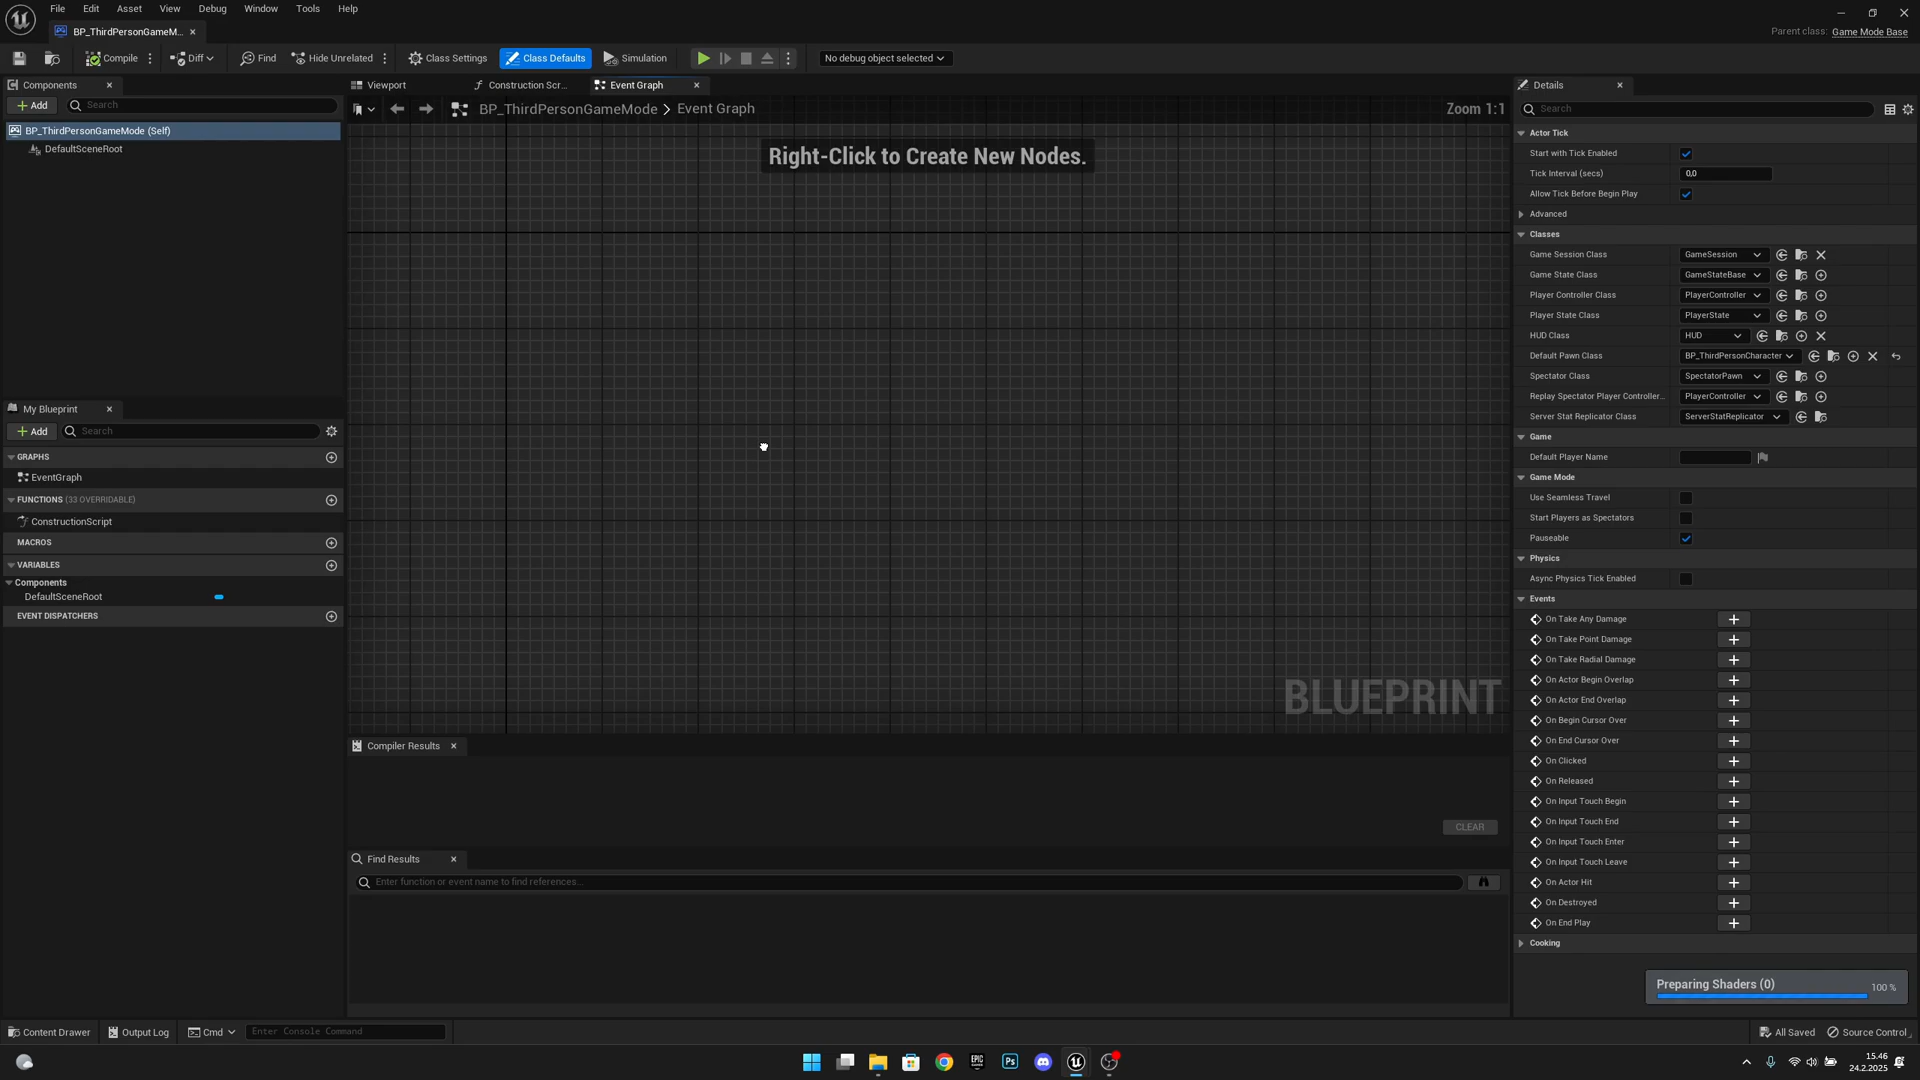 File Edit Asset View Debug Window Tools Help
BP_ThirdPersonGameM...
Parent class: Game Mode Base
Compile Diff Find Hide Unrelated Class Settings Class Defaults Simulation No debug object selected
Components
Add Search
BP_ThirdPersonGameMode (Self)
DefaultSceneRoot
My Blueprint
Add Search
GRAPHS
EventGraph
FUNCTIONS (33 OVERRIDABLE)
ConstructionScript
MACROS
VARIABLES
Components
DefaultSceneRoot
EVENT DISPATCHERS
Viewport Construction Scr... Event Graph
BP_ThirdPersonGameMode > Event Graph Zoom 1:1
Right-Click to Create New Nodes.
BLUEPRINT
Compiler Results
CLEAR
Find Results
Enter function or event name to find references...
Details
Search
Actor Tick
Start with Tick Enabled
Tick Interval (secs) 0,0
Allow Tick Before Begin Play
Advanced
Classes
Game Session Class GameSession
Game State Class GameStateBase
Player Controller Class PlayerController
Player State Class PlayerState
HUD Class HUD
Default Pawn Class BP_ThirdPersonCharacter
Spectator Class SpectatorPawn
Replay Spectator Player Controller... PlayerController
Server Stat Replicator Class ServerStatReplicator
Game
Default Player Name
Game Mode
Use Seamless Travel
Start Players as Spectators
Pauseable
Physics
Async Physics Tick Enabled
Events
On Take Any Damage
On Take Point Damage
On Take Radial Damage
On Actor Begin Overlap
On Actor End Overlap
On Begin Cursor Over
On End Cursor Over
On Clicked
On Released
On Input Touch Begin
On Input Touch End
On Input Touch Enter
On Input Touch Leave
On Actor Hit
On Destroyed
On End Play
Cooking
Preparing Shaders (0) 100 %
Content Drawer Output Log Cmd Enter Console Command All Saved Source Control
EPIC GAMES Ps
15.46
24.2.2025